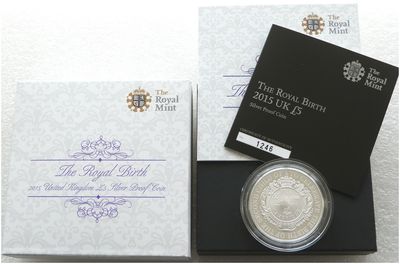 The
Royal
Mint
The Royal Birth
2015 United Kingdom £5 Silver Proof Coin
The
Royal
Mint
The
Royal
Mint
The Royal Birth
2015 UK £5
Silver Proof Coin
1246